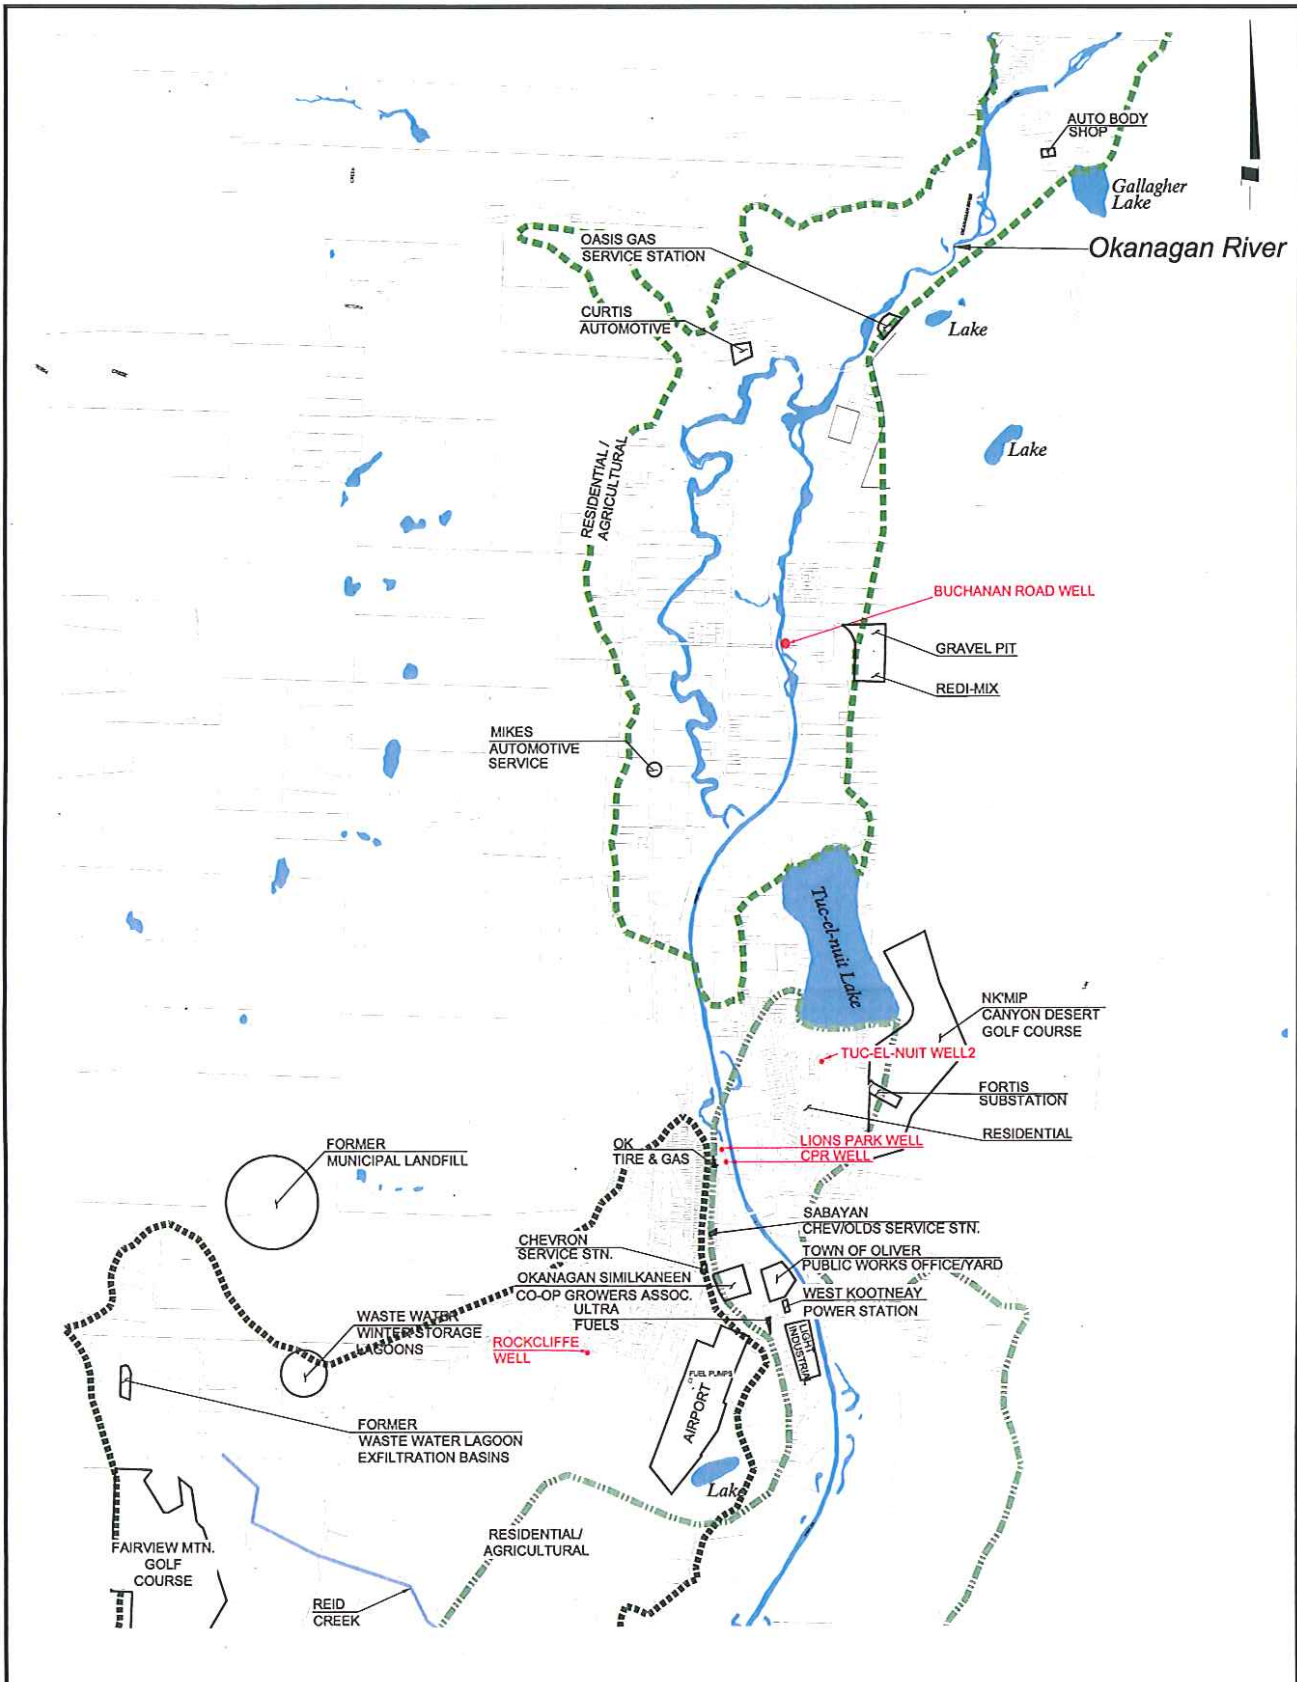 AUTO BODY
SHOP
Gallagher
Lake
Okanagan River
OASIS GAS
SERVICE STATION
CURTIS
AUTOMOTIVE
Lake
Lake
RESIDENTIAL /
AGRICULTURAL
BUCHANAN ROAD WELL
GRAVEL PIT
REDI-MIX
MIKES
AUTOMOTIVE
SERVICE
Tuc-el-nuit Lake
NK'MIP
CANYON DESERT
GOLF COURSE
TUC-EL-NUIT WELL2
FORTIS
SUBSTATION
RESIDENTIAL
LIONS PARK WELL
CPR WELL
OK
TIRE & GAS
FORMER
MUNICIPAL LANDFILL
SABAYAN
CHEV/OLDS SERVICE STN.
CHEVRON
SERVICE STN.
TOWN OF OLIVER
PUBLIC WORKS OFFICE/YARD
OKANAGAN SIMILKANEEN
CO-OP GROWERS ASSOC.
WEST KOOTNEAY
POWER STATION
ULTRA
FUELS
LIGHT
INDUSTRIAL
WASTE WATER
WINTER STORAGE
LAGOONS
ROCKCLIFFE
WELL
FUEL PUMPS
AIRPORT
FORMER
WASTE WATER LAGOON
EXFILTRATION BASINS
Lake
RESIDENTIAL/
AGRICULTURAL
FAIRVIEW MTN.
GOLF
COURSE
REID
CREEK